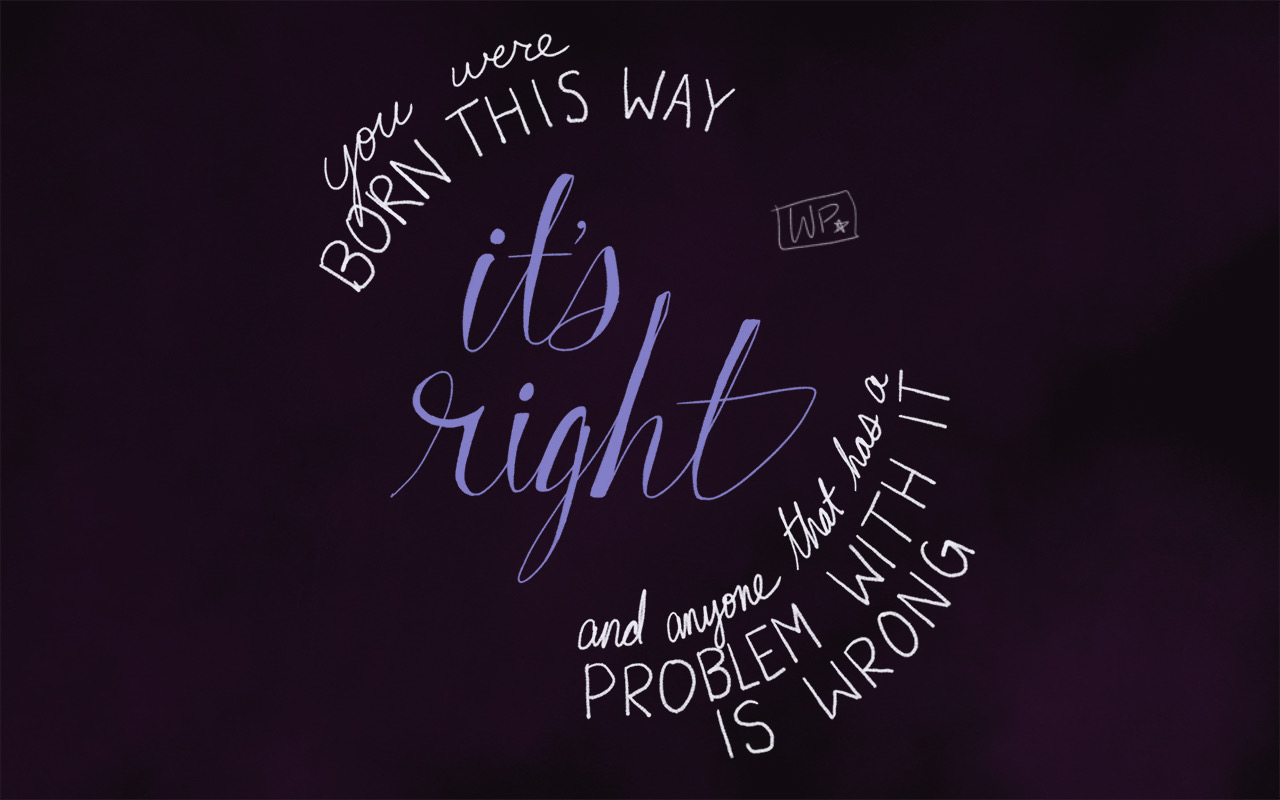 you were
BORN THIS WAY
it's
right
WP
and anyone that has a
PROBLEM WITH IT
IS WRONG